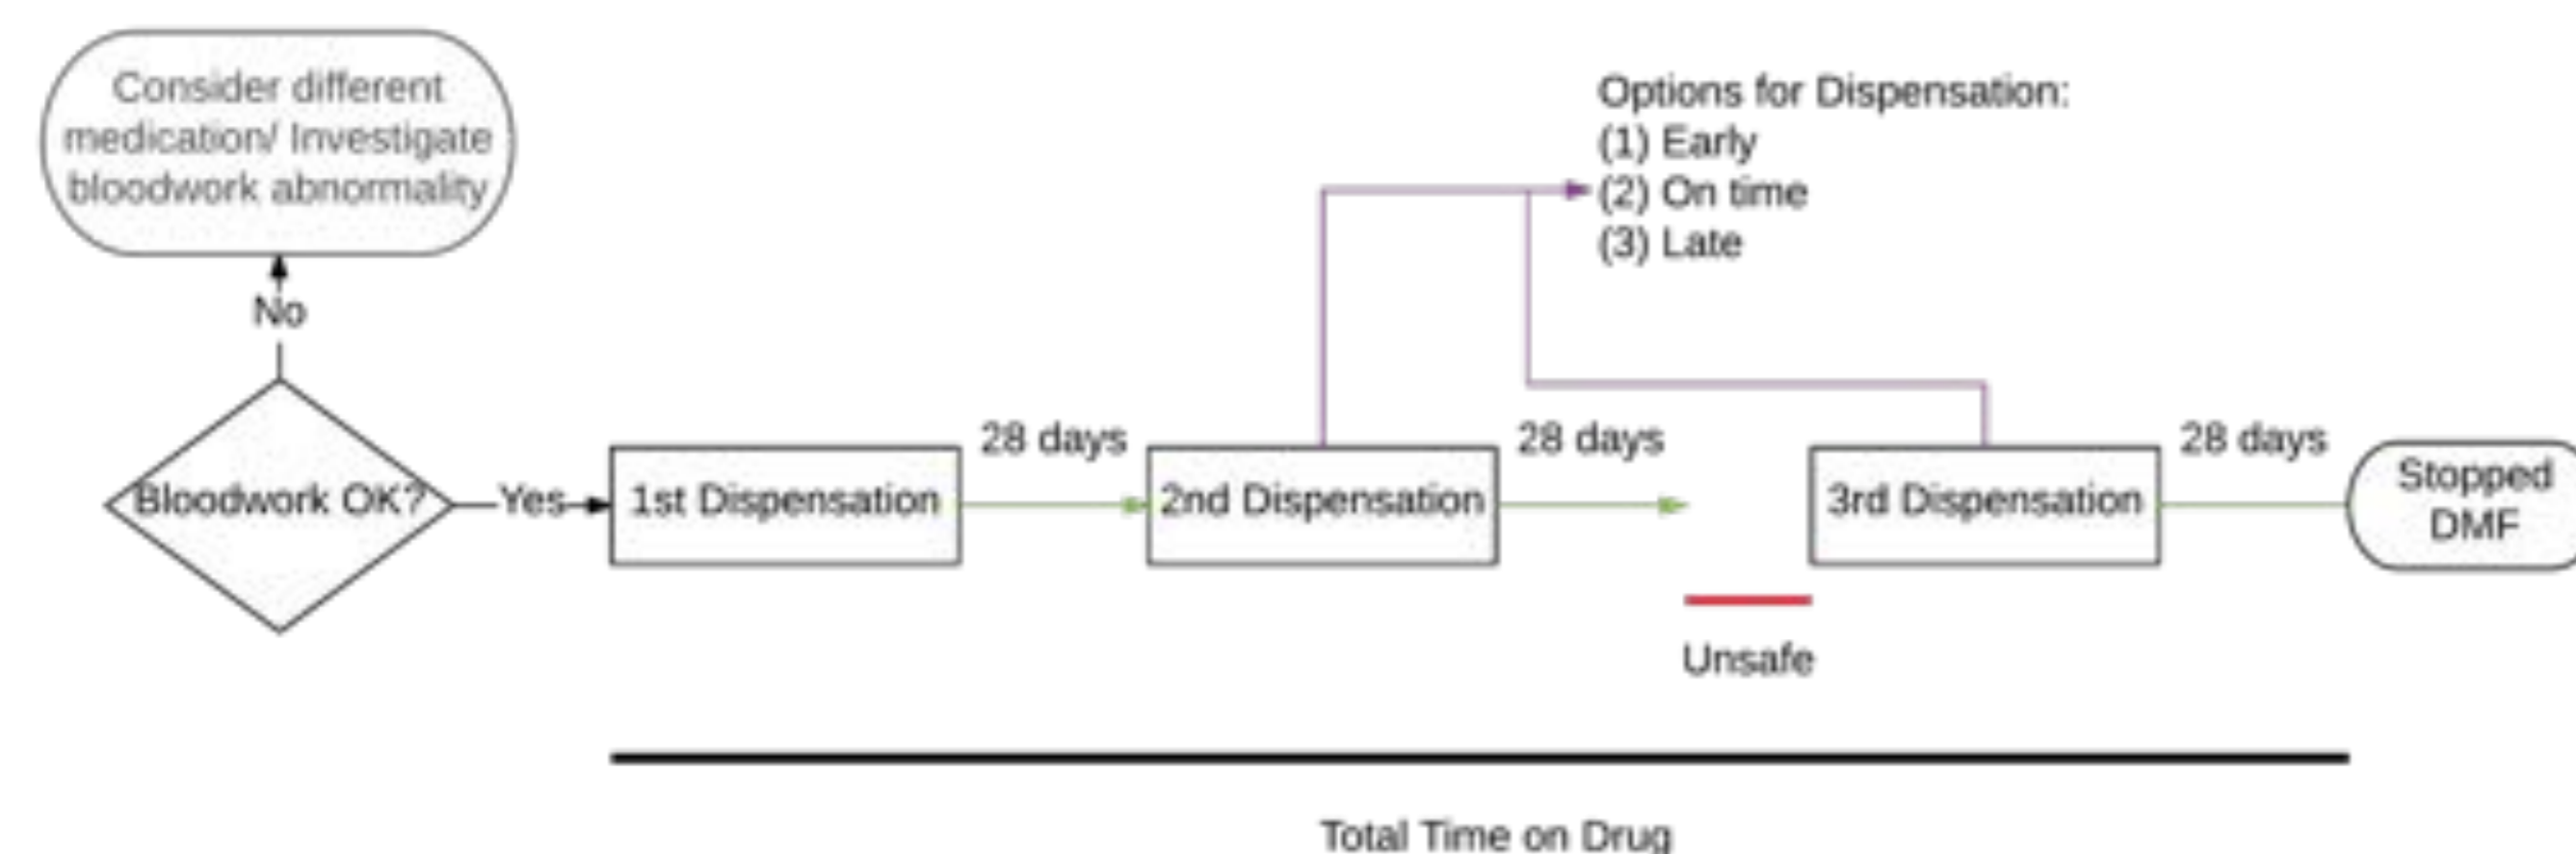 Consider different
medication/ Investigate
bloodwork abnormality
No
Bloodwork OK?
Yes
1st Dispensation
28 days
2nd Dispensation
Options for Dispensation:
(1) Early
(2) On time
(3) Late
28 days
Unsafe
3rd Dispensation
28 days
Stopped
DMF
Total Time on Drug